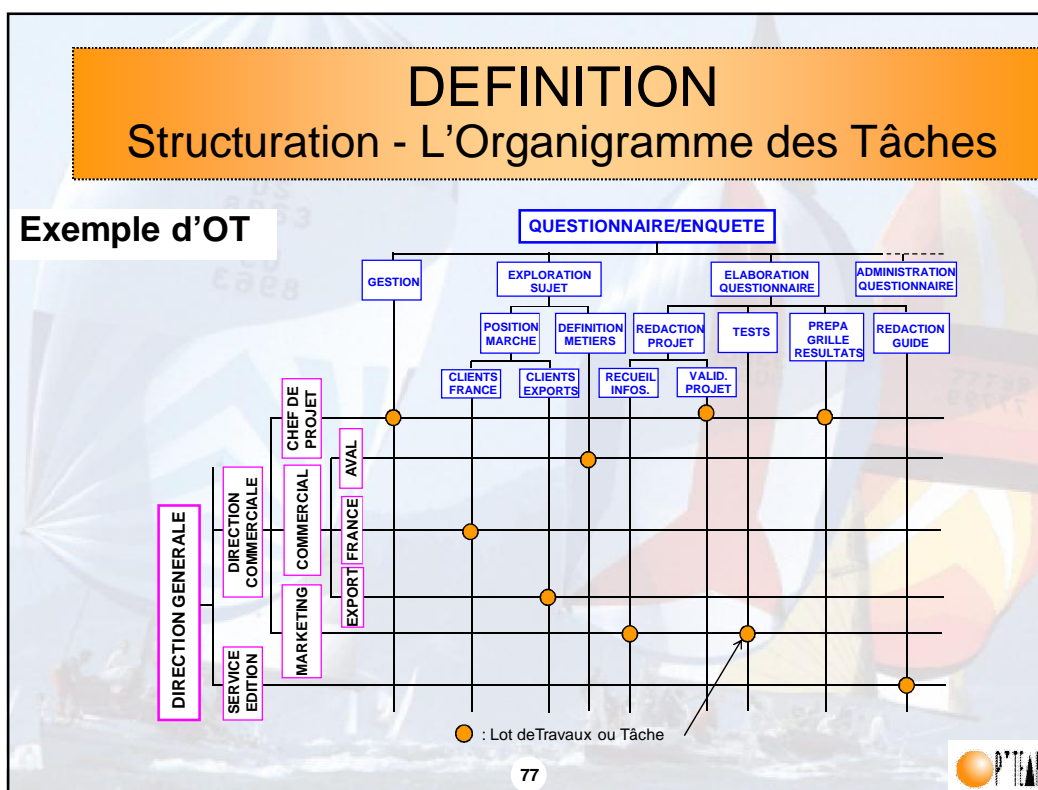 DEFINITION
Structuration - L'Organigramme des Tâches
Exemple d'OT
QUESTIONNAIRE/ENQUETE
GESTION
EXPLORATION
SUJET
ELABORATION
QUESTIONNAIRE
ADMINISTRATION
QUESTIONNAIRE
POSITION
MARCHE
DEFINITION
METIERS
REDACTION
PROJET
TESTS
PREPA
GRILLE
RESULTATS
REDACTION
GUIDE
CLIENTS
FRANCE
CLIENTS
EXPORTS
RECUEIL
INFOS.
VALID.
PROJET
DIRECTION GENERALE
DIRECTION
COMMERCIALE
SERVICE
EDITION
CHEF DE
PROJET
COMMERCIAL
MARKETING
AVAL
FRANCE
EXPORT
: Lot deTravaux ou Tâche
77